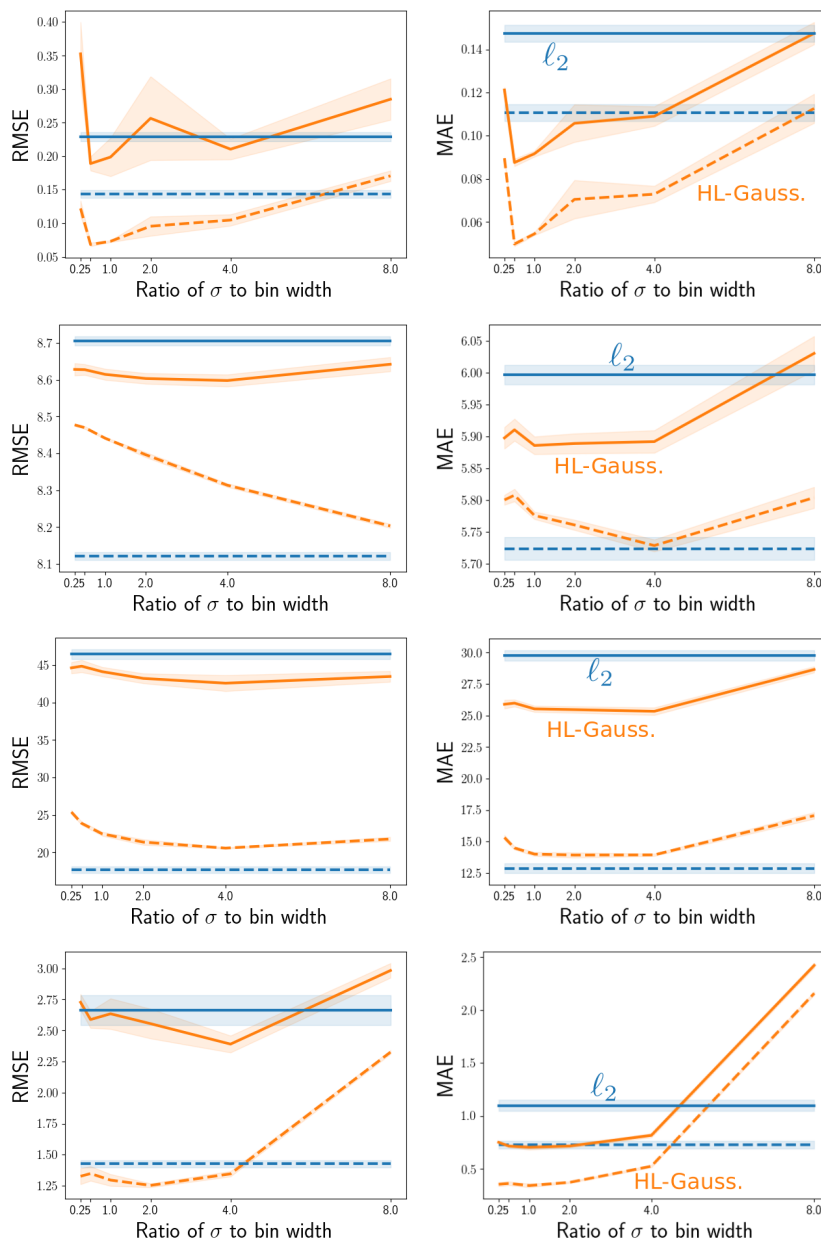 0.40
0.35
0.30
0.25
0.20
0.15
0.10
0.05
RMSE
0.25 1.0 2.0 4.0 8.0
Ratio of σ to bin width
0.14
0.12
0.10
0.08
0.06
MAE
ℓ2
HL-Gauss.
0.25 1.0 2.0 4.0 8.0
Ratio of σ to bin width
8.7
8.6
8.5
8.4
8.3
8.2
8.1
RMSE
0.25 1.0 2.0 4.0 8.0
Ratio of σ to bin width
6.05
6.00
5.95
5.90
5.85
5.80
5.75
5.70
MAE
ℓ2
HL-Gauss.
0.25 1.0 2.0 4.0 8.0
Ratio of σ to bin width
45
40
35
30
25
20
RMSE
0.25 1.0 2.0 4.0 8.0
Ratio of σ to bin width
30.0
27.5
25.0
22.5
20.0
17.5
15.0
12.5
MAE
ℓ2
HL-Gauss.
0.25 1.0 2.0 4.0 8.0
Ratio of σ to bin width
3.00
2.75
2.50
2.25
2.00
1.75
1.50
1.25
RMSE
0.25 1.0 2.0 4.0 8.0
Ratio of σ to bin width
2.5
2.0
1.5
1.0
0.5
MAE
ℓ2
HL-Gauss.
0.25 1.0 2.0 4.0 8.0
Ratio of σ to bin width